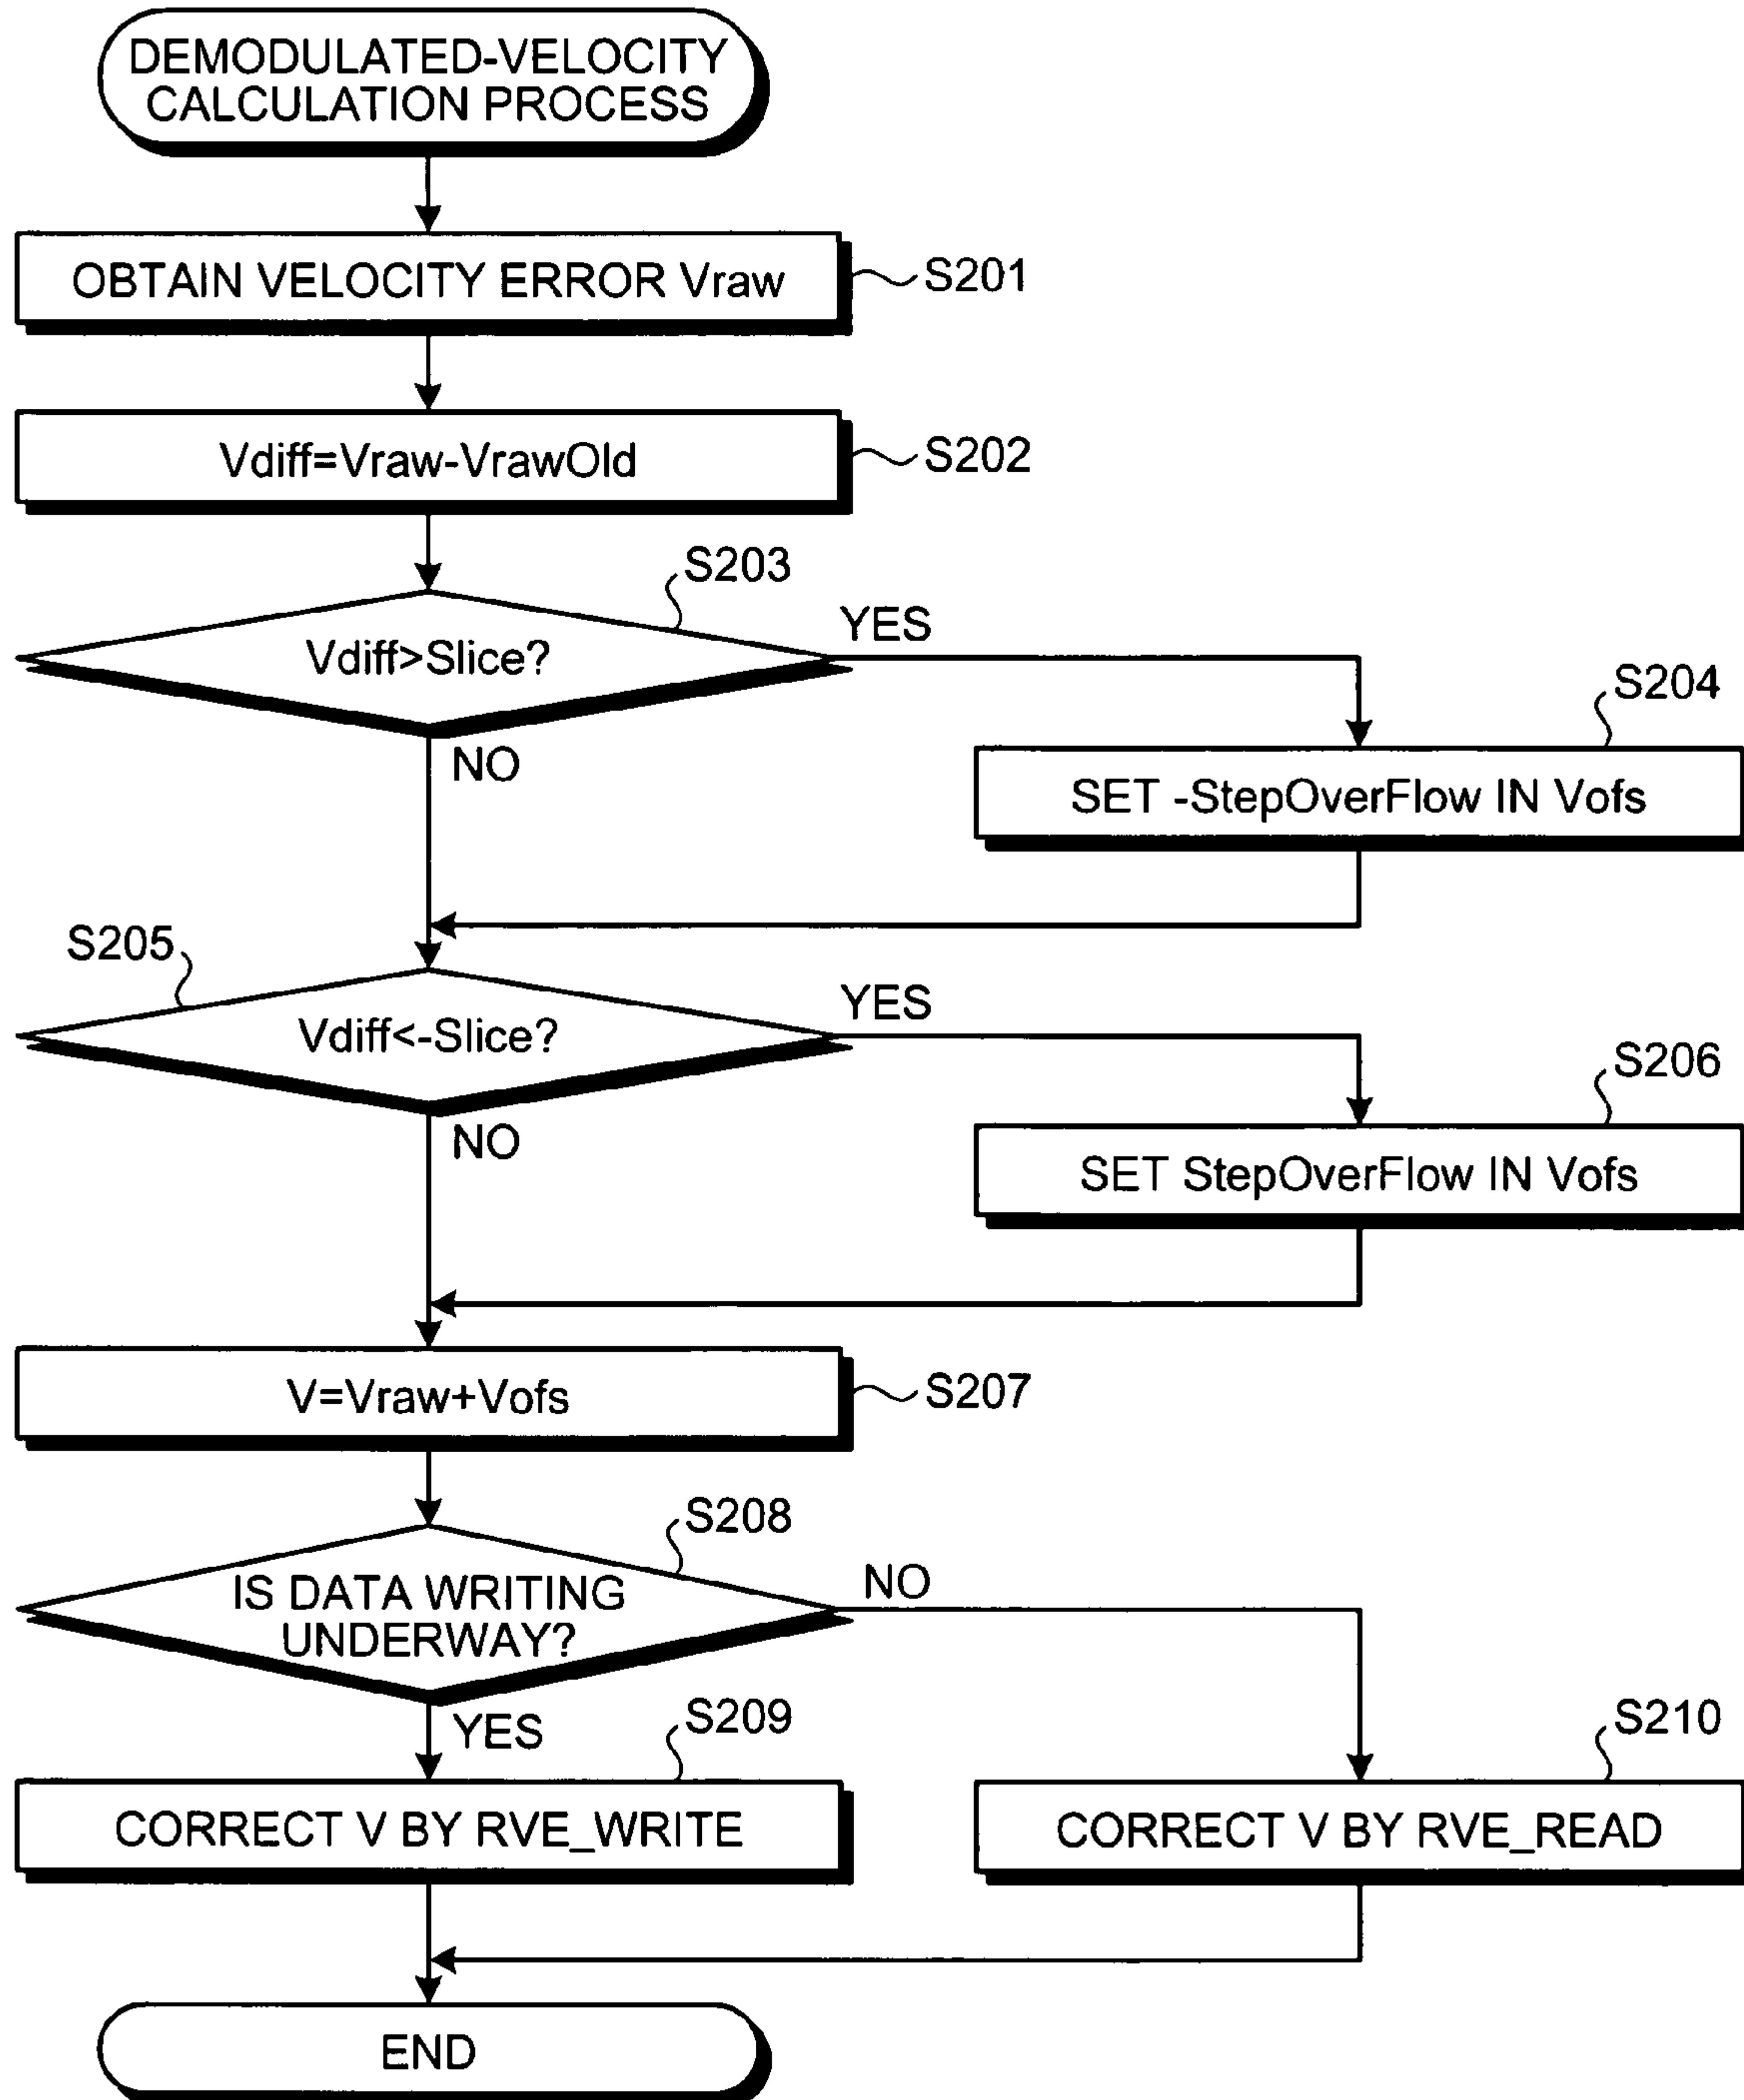 DEMODULATED-VELOCITY
CALCULATION PROCESS
OBTAIN VELOCITY ERROR Vraw
S201
Vdiff=Vraw-VrawOld
S202
S203
Vdiff>Slice?
YES
NO
S204
SET -StepOverFlow IN Vofs
S205
Vdiff<-Slice?
YES
NO
S206
SET StepOverFlow IN Vofs
V=Vraw+Vofs
S207
S208
IS DATA WRITING
UNDERWAY?
NO
YES
S209
CORRECT V BY RVE_WRITE
S210
CORRECT V BY RVE_READ
END